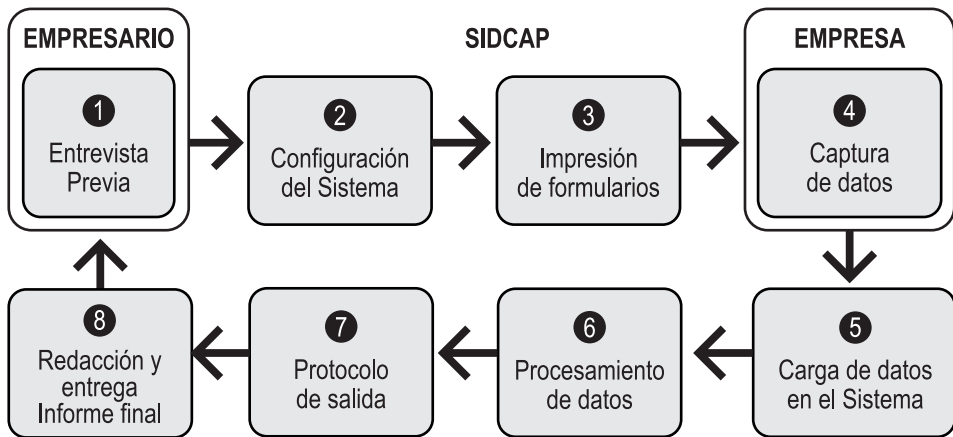 EMPRESARIO
SIDCAP
EMPRESA
1
Entrevista
Previa
2
Configuración
del Sistema
3
Impresión
de formularios
4
Captura
de datos
5
Carga de datos
en el Sistema
6
Procesamiento
de datos
7
Protocolo
de salida
8
Redacción y
entrega
Informe final